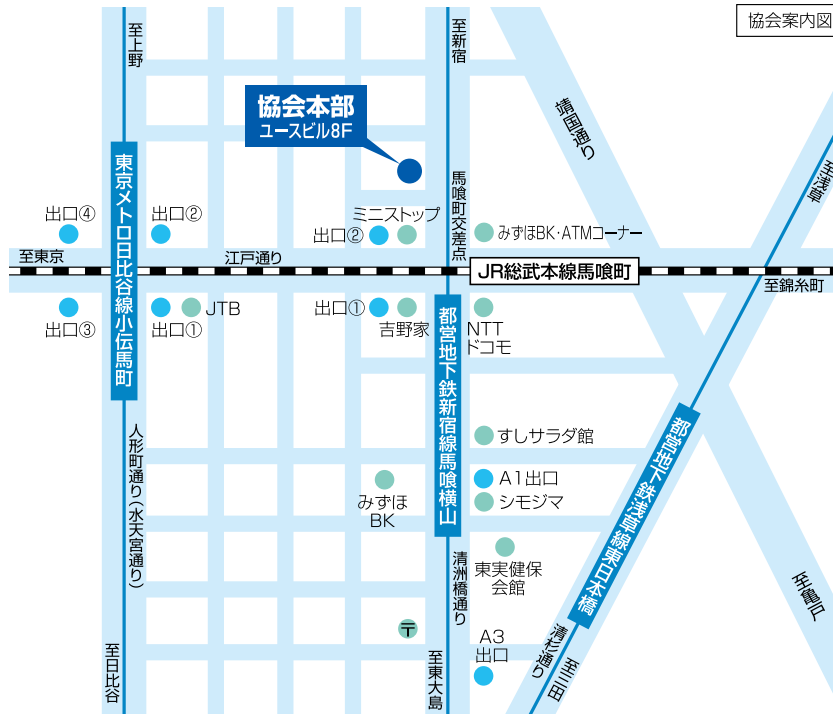 協会案内図
至上野
至新宿
靖国通り
至浅草
協会本部
ユースビル8F
東京メトロ日比谷線小伝馬町
馬喰町交差点
出口④
出口②
ミニストップ
出口②
みずほBK・ATMコーナー
至東京
江戸通り
JR総武本線馬喰町
至錦糸町
出口③
出口①
JTB
出口①
吉野家
都営地下鉄新宿線馬喰横山
NTT
ドコモ
人形町通り(水天宮通り)
すしサラダ館
都営地下鉄浅草線東日本橋
A1出口
みずほ
BK
シモジマ
清洲橋通り
東実健保
会館
至亀戸
〒
A3
出口
清杉通り
至三田
至日比谷
至東大島